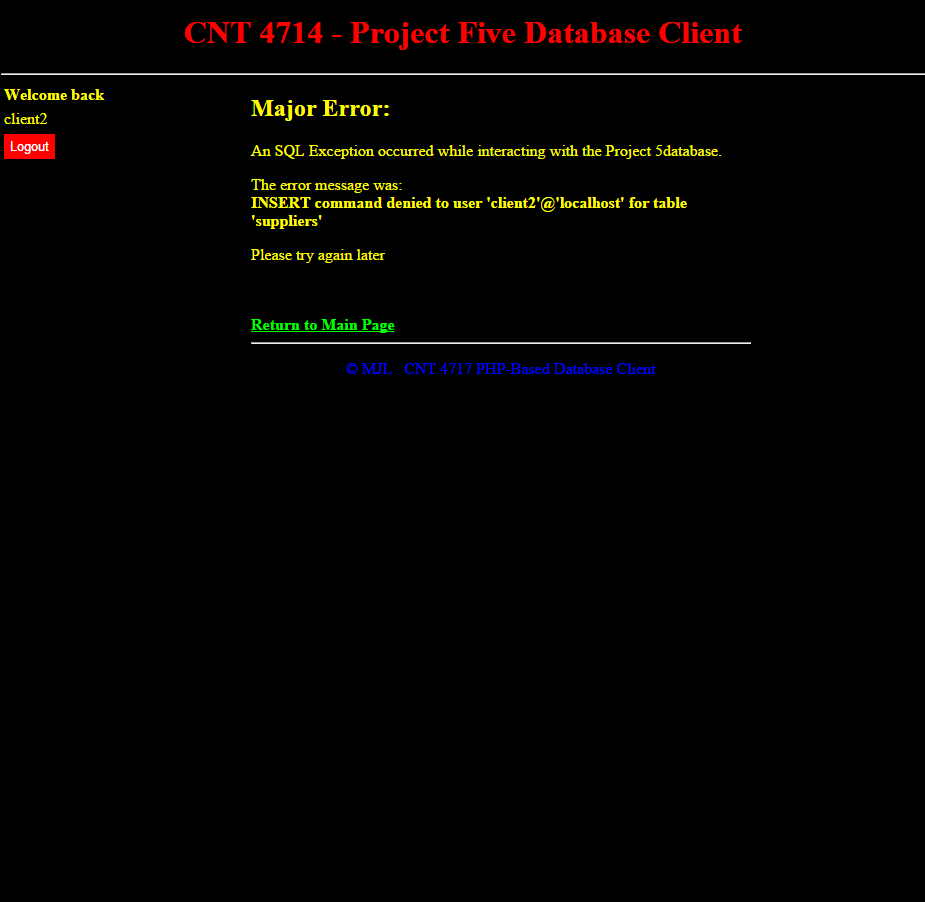 CNT 4714 - Project Five Database Client
Welcome back
client2
Logout
Major Error:
An SQL Exception occurred while interacting with the Project 5database.
The error message was:
INSERT command denied to user 'client2'@'localhost' for table
'suppliers'
Please try again later
Return to Main Page
© MJL CNT 4717 PHP-Based Database Client